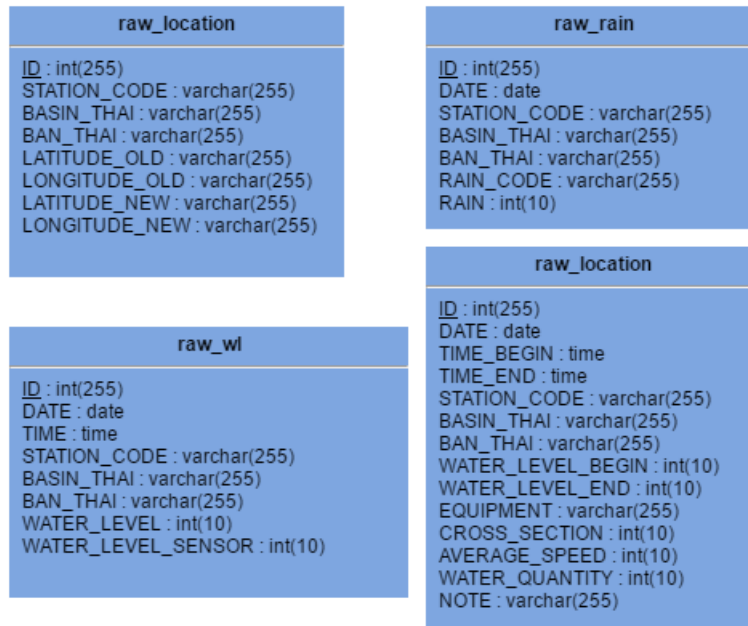 raw_location
ID : int(255)
STATION_CODE : varchar(255)
BASIN_THAI : varchar(255)
BAN_THAI : varchar(255)
LATITUDE_OLD : varchar(255)
LONGITUDE_OLD : varchar(255)
LATITUDE_NEW : varchar(255)
LONGITUDE_NEW : varchar(255)
raw_rain
ID : int(255)
DATE : date
STATION_CODE : varchar(255)
BASIN_THAI : varchar(255)
BAN_THAI : varchar(255)
RAIN_CODE : varchar(255)
RAIN : int(10)
raw_wl
ID : int(255)
DATE : date
TIME : time
STATION_CODE : varchar(255)
BASIN_THAI : varchar(255)
BAN_THAI : varchar(255)
WATER_LEVEL : int(10)
WATER_LEVEL_SENSOR : int(10)
raw_location
ID : int(255)
DATE : date
TIME_BEGIN : time
TIME_END : time
STATION_CODE : varchar(255)
BASIN_THAI : varchar(255)
BAN_THAI : varchar(255)
WATER_LEVEL_BEGIN : int(10)
WATER_LEVEL_END : int(10)
EQUIPMENT : varchar(255)
CROSS_SECTION : int(10)
AVERAGE_SPEED : int(10)
WATER_QUANTITY : int(10)
NOTE : varchar(255)